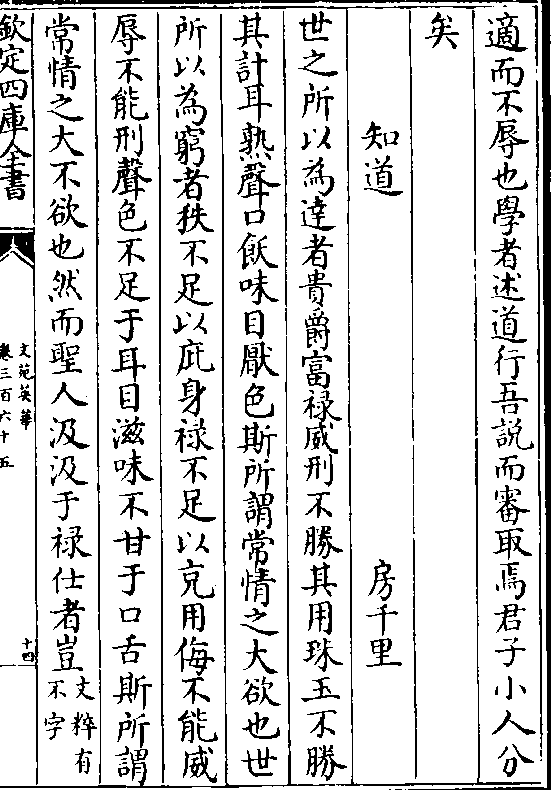 適而不辱也學者述道行吾說而審取焉君子小人分
矣
知道　房千里
世之所以為達者貴爵富祿威刑不勝其用珠玉不勝
其計耳熟聲口飫味目厭色斯所謂常情之大欲也世
所以為窮者秩不足以庇身祿不足以充用侮不能威
辱不能刑聲色不足于耳目滋味不甘于口舌斯所謂
常情之大不欲也然而聖人汲汲于祿仕者豈文粹有
不字
欽定四庫全書
文苑英華
卷三百六十五
十四